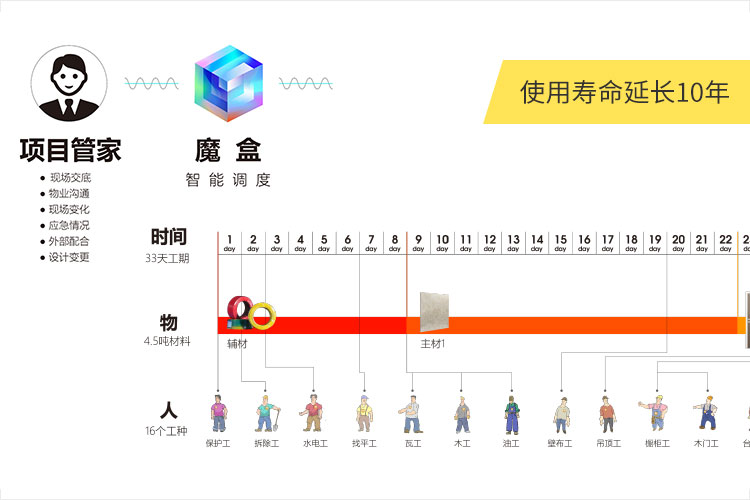 使用寿命延长10年
项目管家
• 现场交底
• 物业沟通
• 现场变化
• 应急情况
• 外部配合
• 设计变更
魔盒
智能调度
时间
33天工期
1 2 3 4 5 6 7 8 9 10 11 12 13 14 15 16 17 18 19 20 21 22
day day day day day day day day day day day day day day day day day day day day day day
物
4.5吨材料
辅材 主材1
人
16个工种
保护工 拆除工 水电工 找平工 瓦工 木工 油工 壁布工 吊顶工 橱柜工 木门工